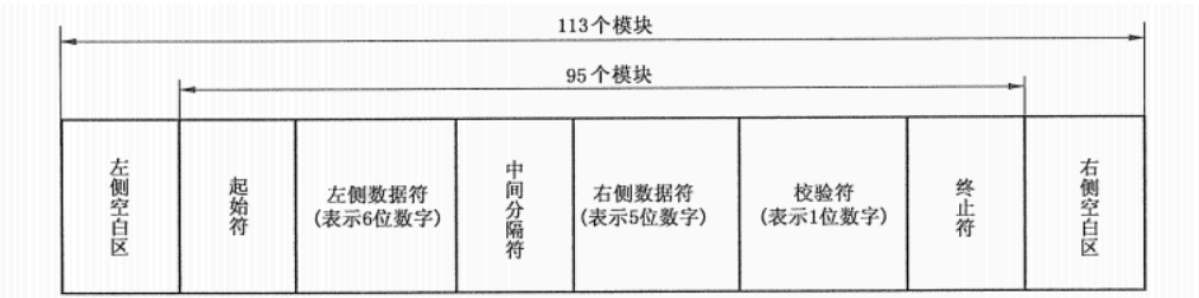 113个模块
95个模块
左侧空白区
起始符
左侧数据符
(表示6位数字)
中间分隔符
右侧数据符
(表示5位数字)
校验符
(表示1位数字)
终止符
右侧空白区